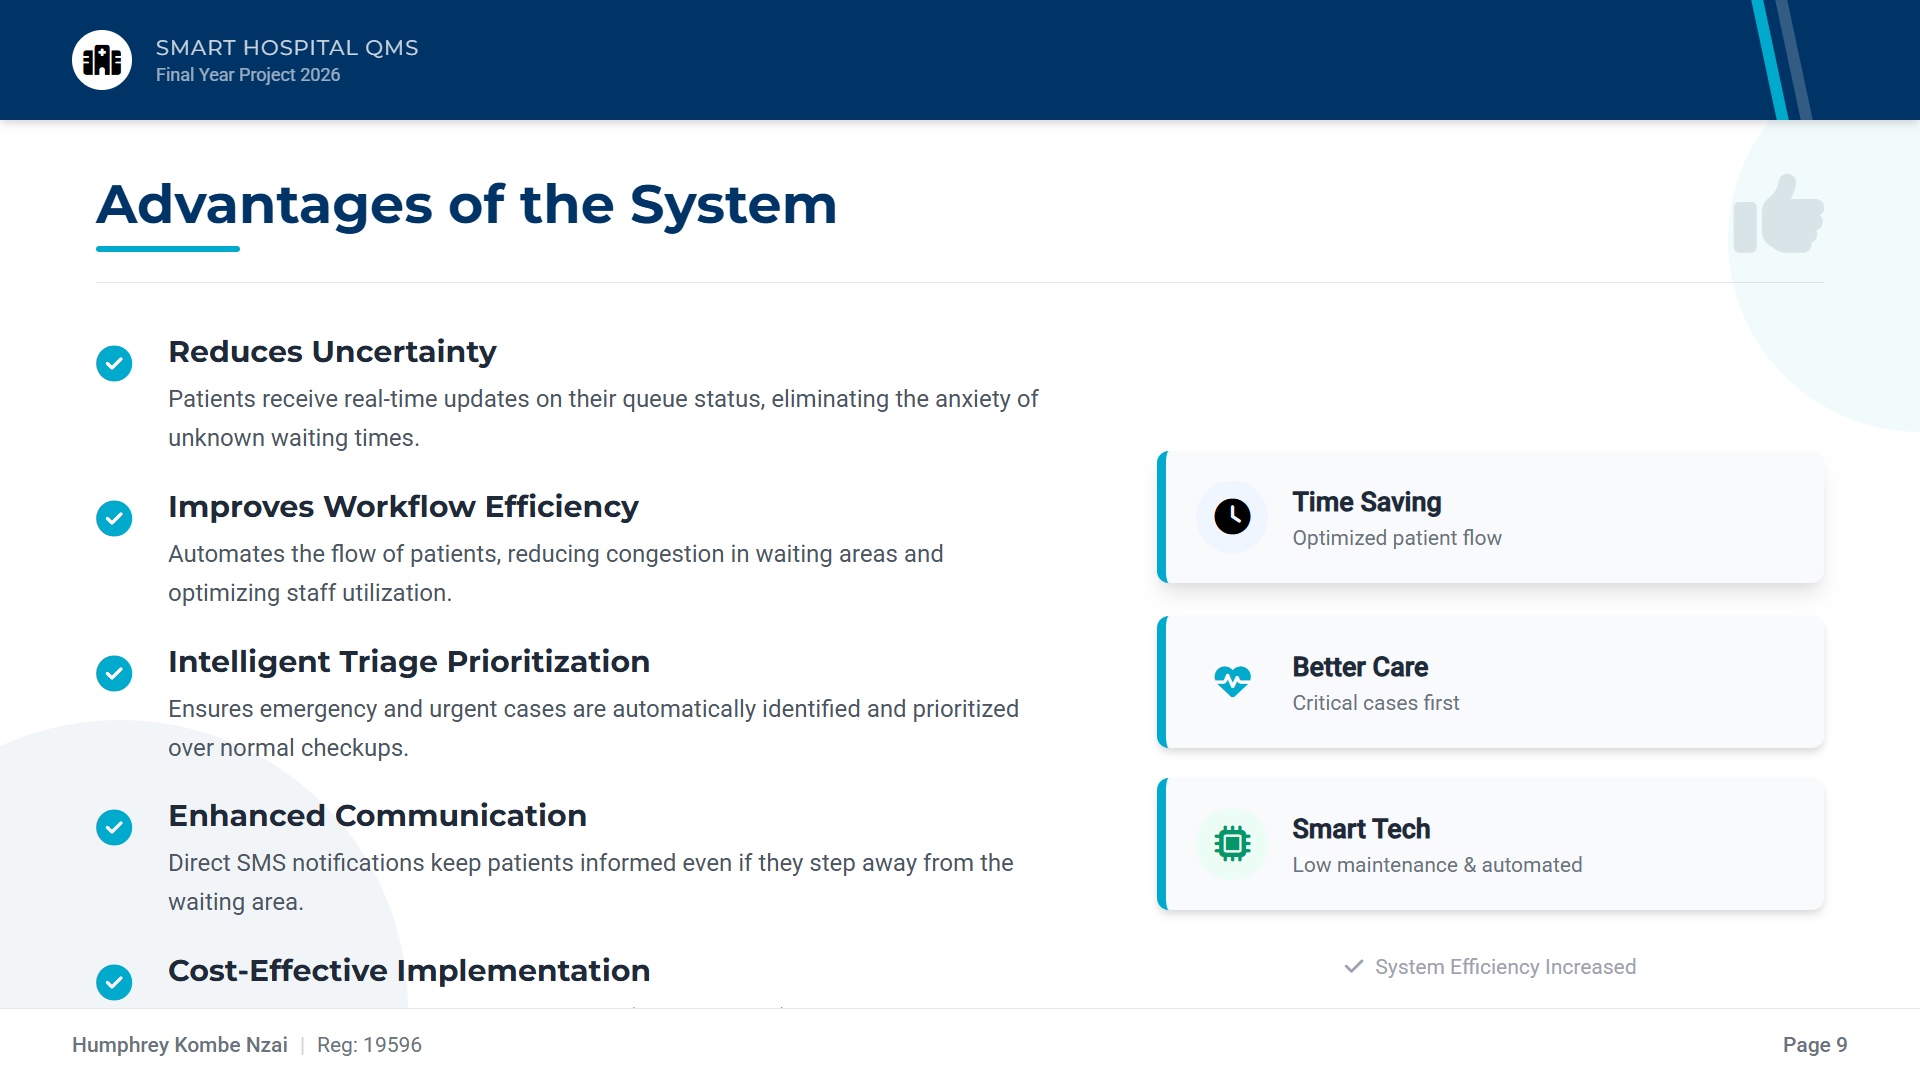 SMART HOSPITAL QMS
Final Year Project 2026
Advantages of the System
Reduces Uncertainty
Patients receive real-time updates on their queue status, eliminating the anxiety of
unknown waiting times.
Improves Workflow Efficiency
Automates the flow of patients, reducing congestion in waiting areas and
optimizing staff utilization.
Intelligent Triage Prioritization
Ensures emergency and urgent cases are automatically identified and prioritized
over normal checkups.
Enhanced Communication
Direct SMS notifications keep patients informed even if they step away from the
waiting area.
Cost-Effective Implementation
Time Saving
Optimized patient flow
Better Care
Critical cases first
Smart Tech
Low maintenance & automated
System Efficiency Increased
Humphrey Kombe Nzai | Reg: 19596
Page 9